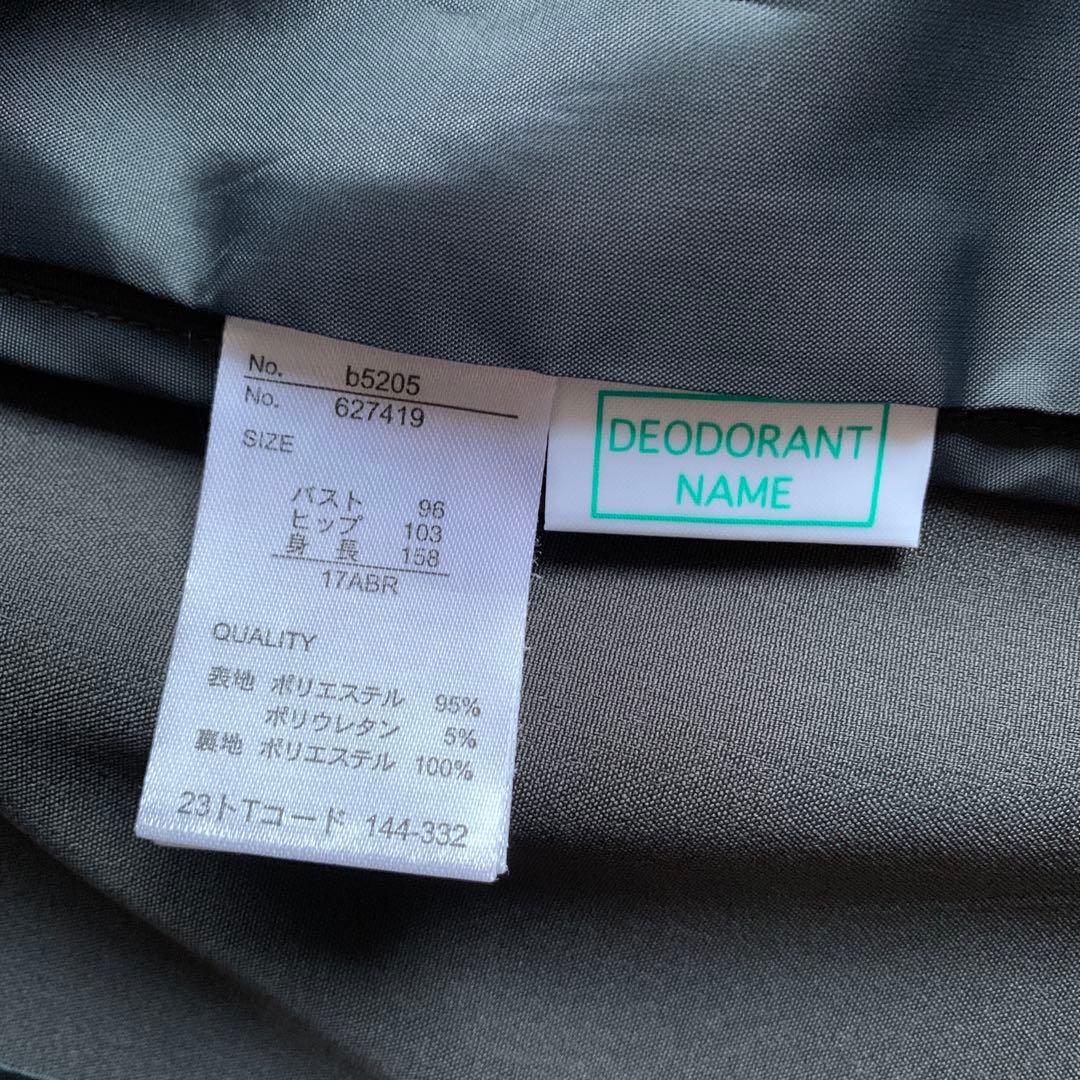 No. b5205
No. 627419
SIZE
バスト 96
ヒップ 103
身長 158
17ABR
QUALITY
表地 ポリエステル 95%
ポリウレタン 5%
裏地 ポリエステル 100%
23トTコード 144-332
DEODORANT
NAME